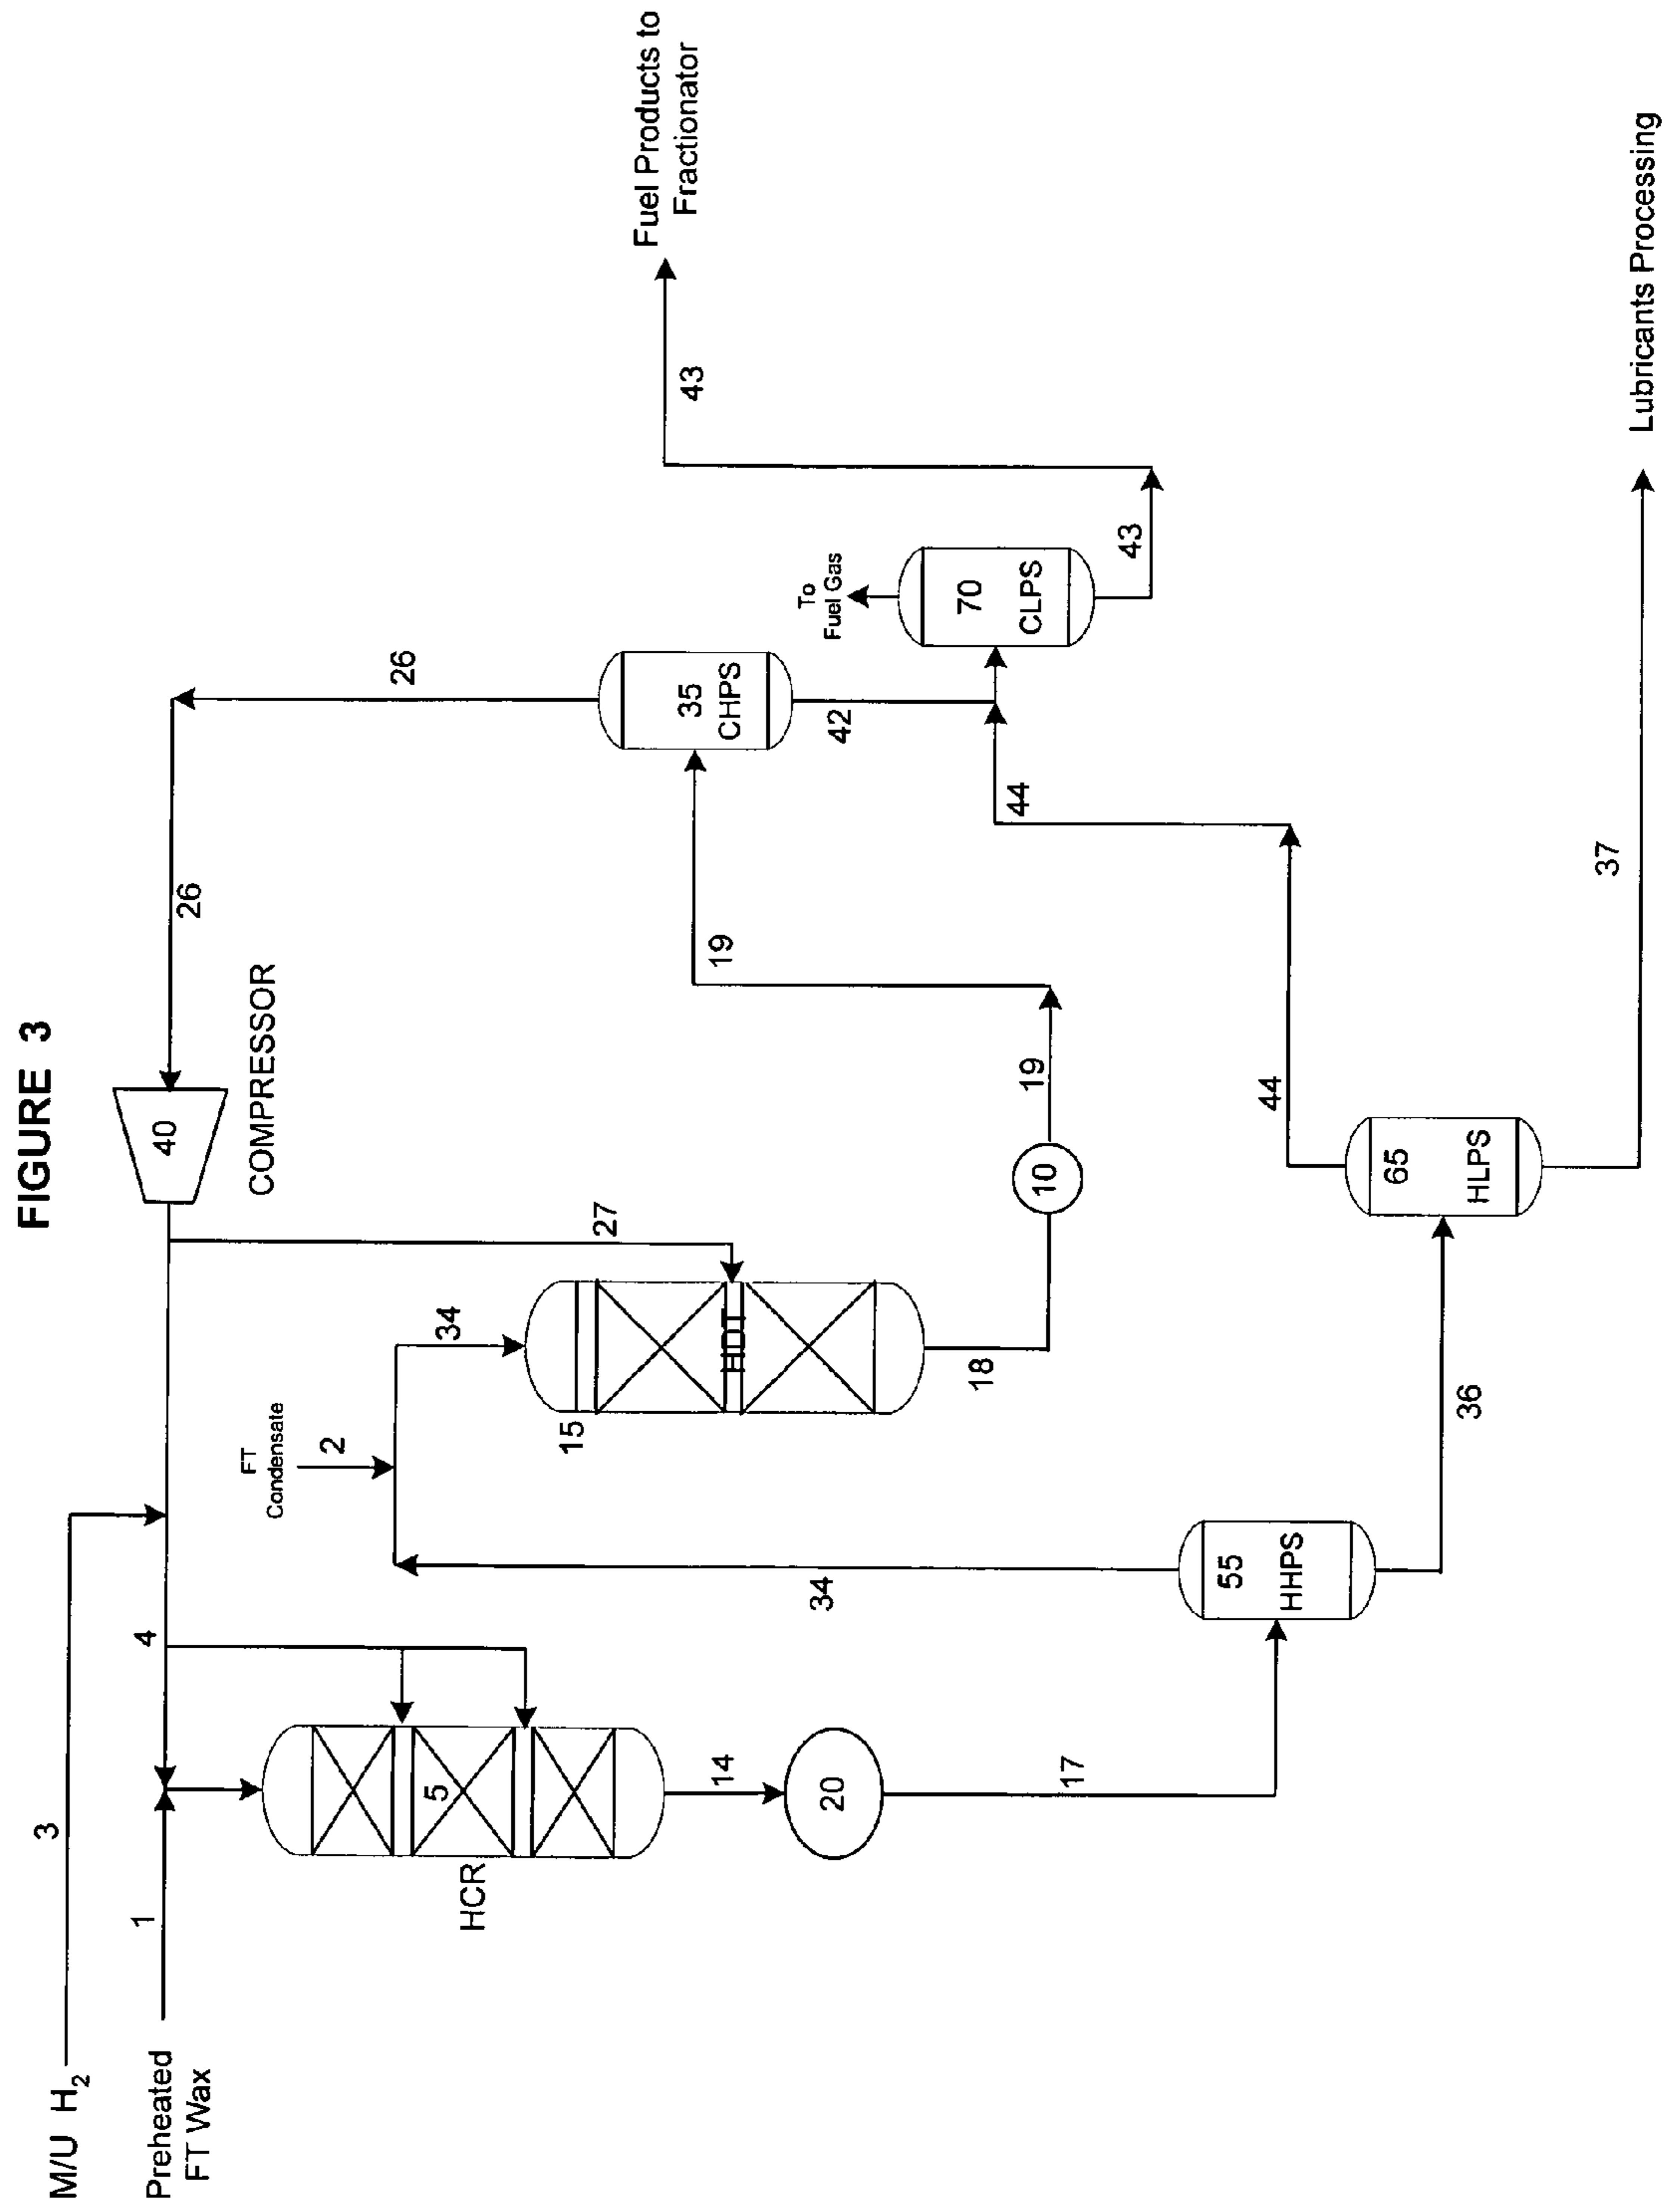 FIGURE 3
M/U H₂
3
Preheated
FT Wax
1
4
40
COMPRESSOR
26
26
FT
Condensate
2
34
27
15
HDT
18
10
19
19
35
CHPS
42
To
Fuel Gas
70
CLPS
43
43
Fuel Products to
Fractionator
HCR
5
14
20
17
34
55
HHPS
36
65
HLPS
44
44
37
Lubricants Processing